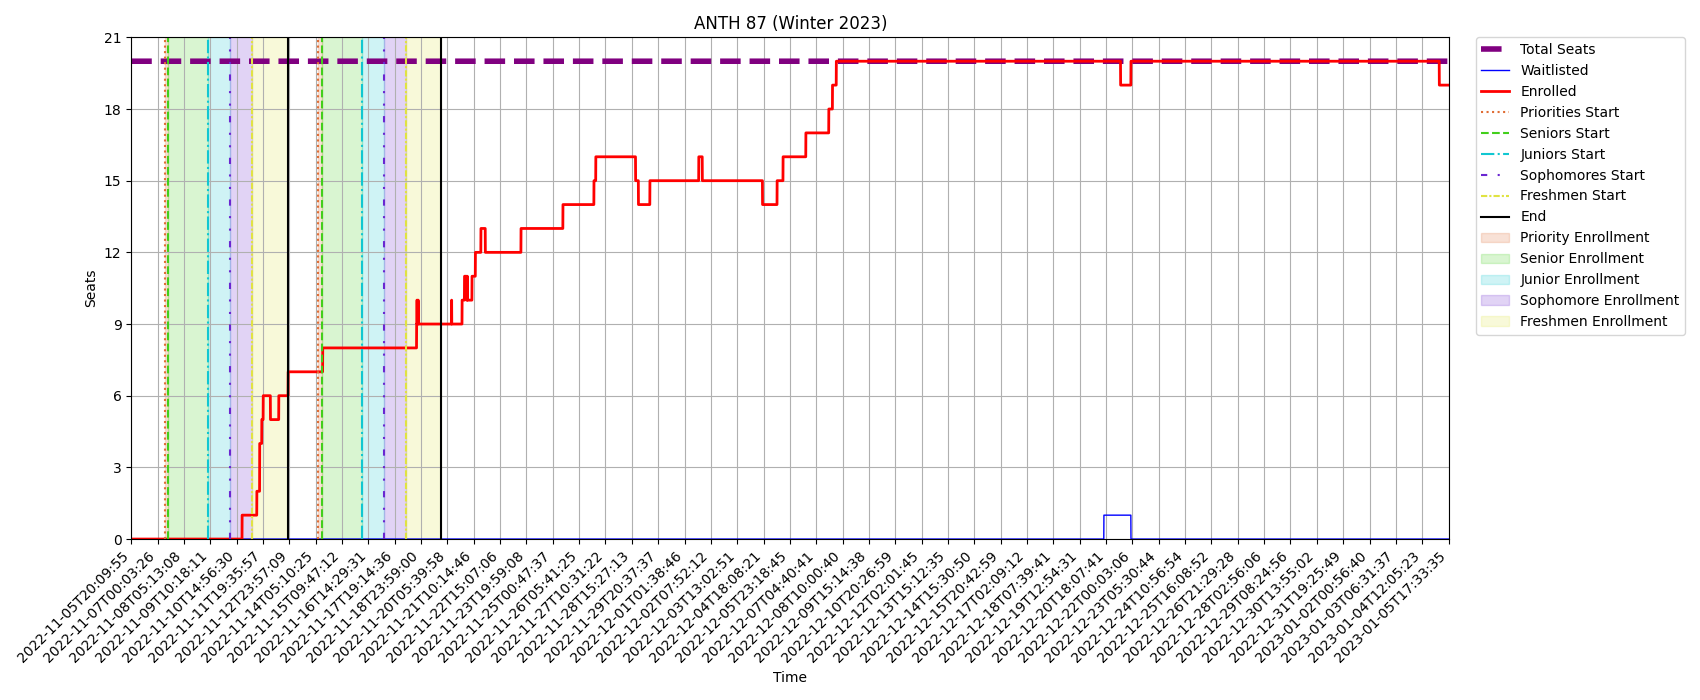 ANTH 87 (Winter 2023)
21
18
15
12
9
6
3
0
Seats
2022-11-05T20:09:55
2022-11-07T00:03:26
2022-11-08T05:13:08
2022-11-09T10:18:11
2022-11-10T14:56:30
2022-11-11T19:35:57
2022-11-12T23:57:09
2022-11-14T05:10:25
2022-11-15T09:47:12
2022-11-16T14:29:31
2022-11-17T19:14:36
2022-11-18T23:59:00
2022-11-20T05:39:58
2022-11-21T10:14:46
2022-11-22T15:07:06
2022-11-23T19:59:08
2022-11-25T00:47:37
2022-11-26T05:41:25
2022-11-27T10:31:22
2022-11-28T15:27:13
2022-11-29T20:37:37
2022-12-01T01:38:46
2022-12-02T07:52:12
2022-12-03T13:02:51
2022-12-04T18:08:21
2022-12-05T23:18:45
2022-12-07T04:40:41
2022-12-08T10:00:40
2022-12-09T15:14:38
2022-12-10T20:26:59
2022-12-12T02:01:45
2022-12-13T15:12:35
2022-12-14T15:30:50
2022-12-15T20:42:59
2022-12-17T02:09:12
2022-12-18T07:39:41
2022-12-19T12:54:31
2022-12-20T18:07:41
2022-12-22T00:03:06
2022-12-23T05:30:44
2022-12-24T10:56:54
2022-12-25T16:08:52
2022-12-26T21:29:28
2022-12-28T02:56:06
2022-12-29T08:24:56
2022-12-30T13:55:02
2022-12-31T19:25:49
2023-01-02T00:56:40
2023-01-03T06:31:37
2023-01-04T12:05:23
2023-01-05T17:33:35
Time
Total Seats
Waitlisted
Enrolled
Priorities Start
Seniors Start
Juniors Start
Sophomores Start
Freshmen Start
End
Priority Enrollment
Senior Enrollment
Junior Enrollment
Sophomore Enrollment
Freshmen Enrollment